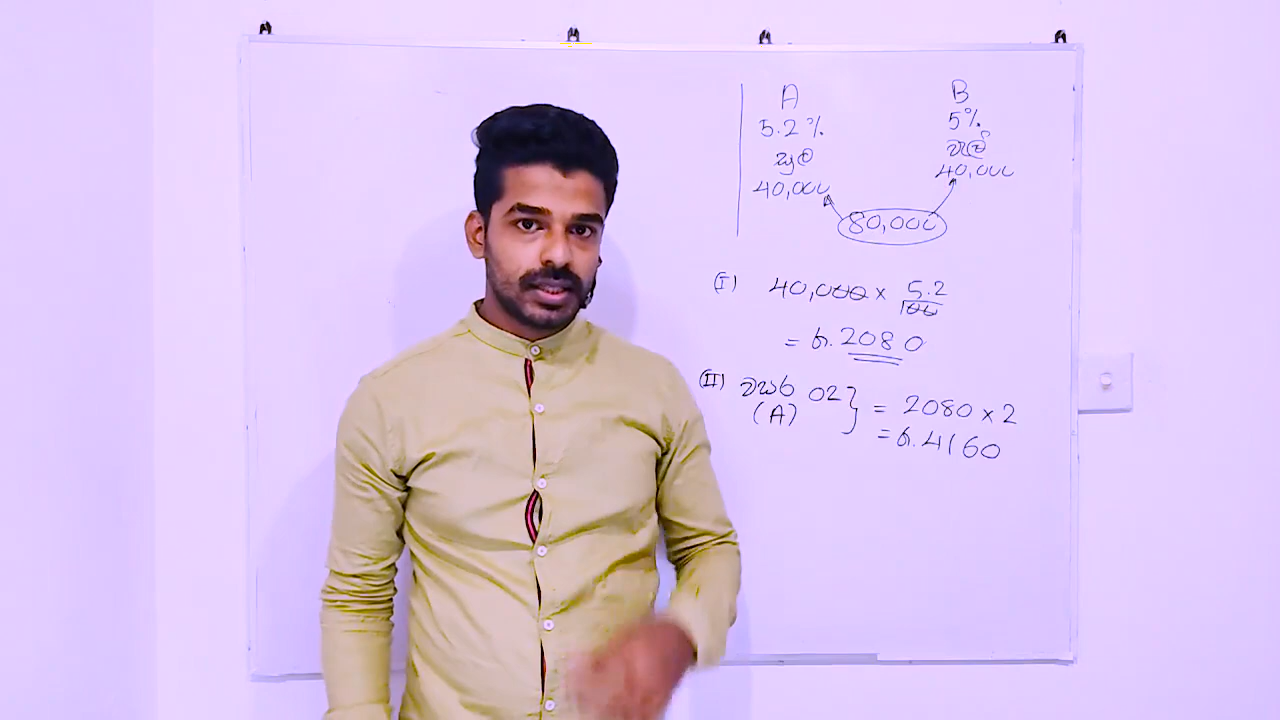 A
5.2%
සුළු
40,000
B
5%
වැල්
40,000
80,000
(I) 40,000 × 5.2
100
= රු. 2080
(II) වසර 02 } = 2080 × 2
(A)
= රු. 4160